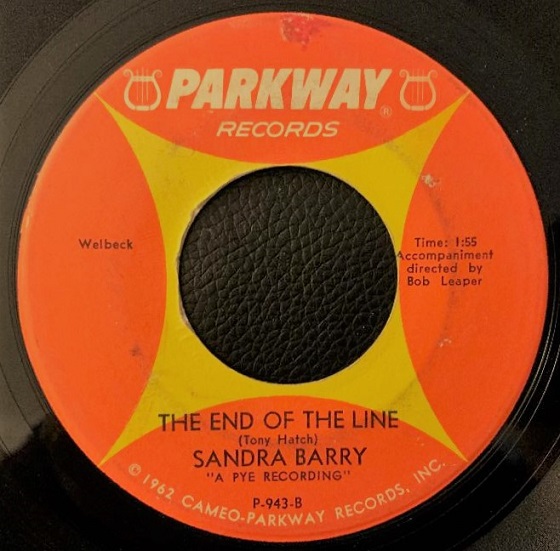 PARKWAY®
RECORDS
Welbeck
Time: 1:55
Accompaniment
directed by
Bob Leaper
THE END OF THE LINE
(Tony Hatch)
SANDRA BARRY
"A PYE RECORDING"
P-943-B
© 1962 CAMEO-PARKWAY RECORDS, INC.